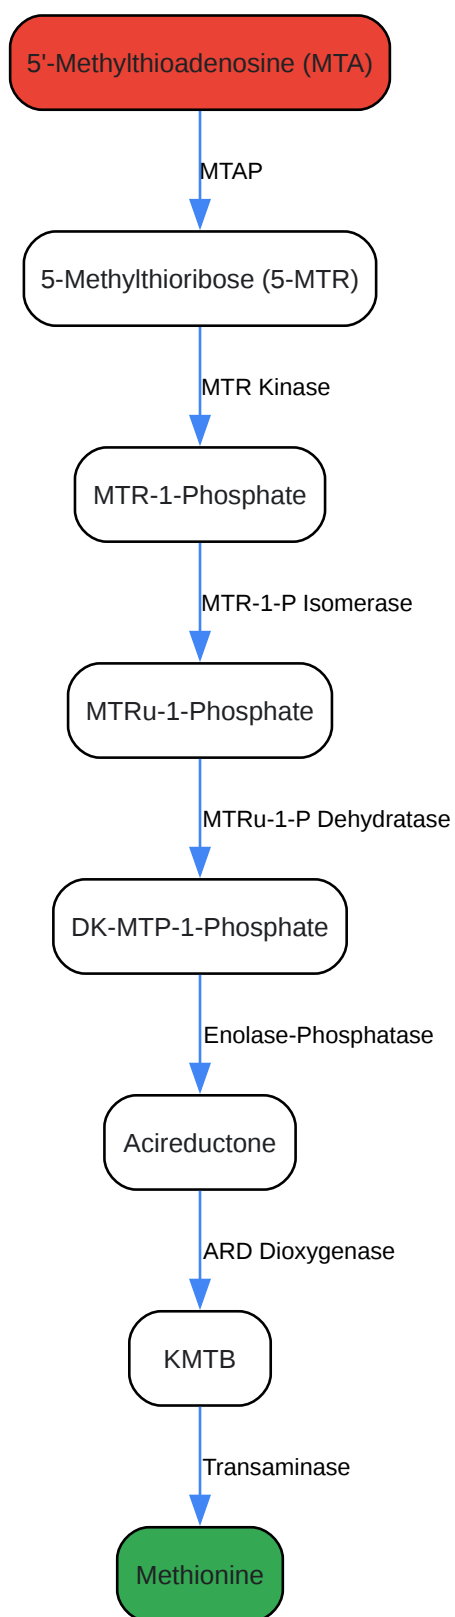 5'-Methylthioadenosine (MTA)
MTAP
5-Methylthioribose (5-MTR)
MTR Kinase
MTR-1-Phosphate
MTR-1-P Isomerase
MTRu-1-Phosphate
MTRu-1-P Dehydratase
DK-MTP-1-Phosphate
Enolase-Phosphatase
Acireductone
ARD Dioxygenase
KMTB
Transaminase
Methionine